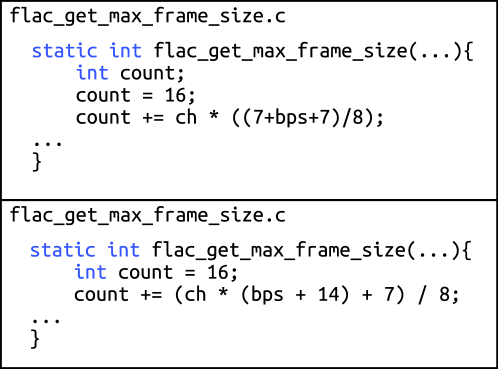 flac_get_max_frame_size.c
static int flac_get_max_frame_size(...){
int count;
count = 16;
count += ch * ((7+bps+7)/8);
...
}
flac_get_max_frame_size.c
static int flac_get_max_frame_size(...){
int count = 16;
count += (ch * (bps + 14) + 7) / 8;
...
}